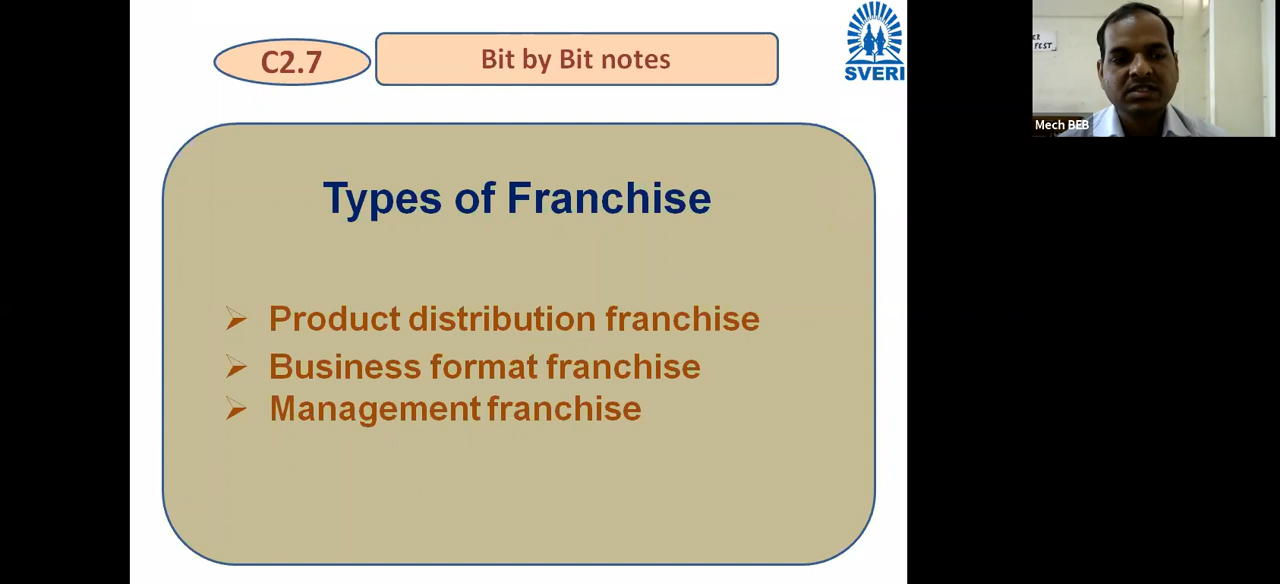 C2.7
Bit by Bit notes
SVERI
Types of Franchise
Product distribution franchise
Business format franchise
Management franchise
FEST
Mech BEB